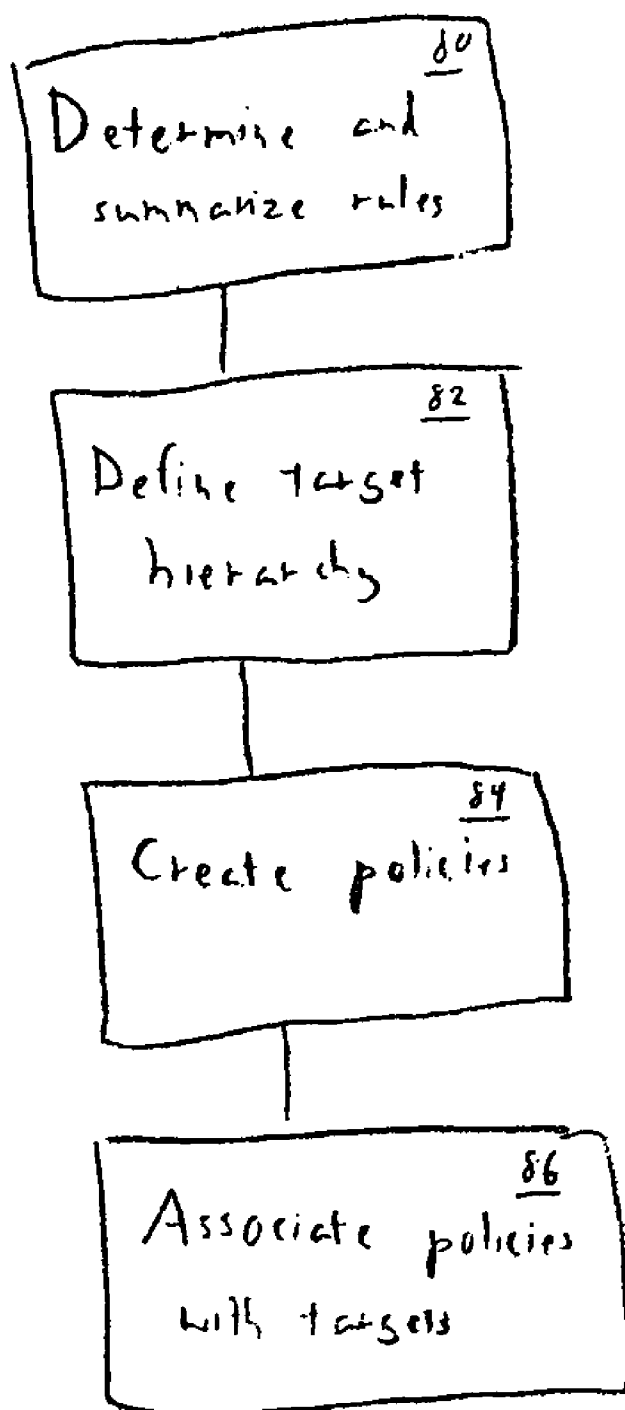 80
Determine and
summarize rules
82
Define target
hierarchy
84
Create policies
86
Associate policies
with targets